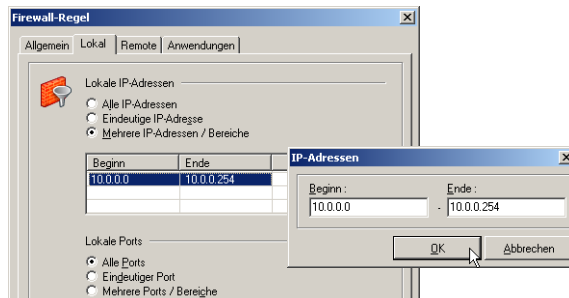 Firewall-Regel
Allgemein Lokal Remote Anwendungen
Lokale IP-Adressen
Alle IP-Adressen
Eindeutige IP-Adresse
Mehrere IP-Adressen / Bereiche
Beginn Ende
10.0.0.0 10.0.0.254
Lokale Ports
Alle Ports
Eindeutiger Port
Mehrere Ports / Bereiche
IP-Adressen
Beginn : Ende :
10.0.0.0 - 10.0.0.254
OK Abbrechen